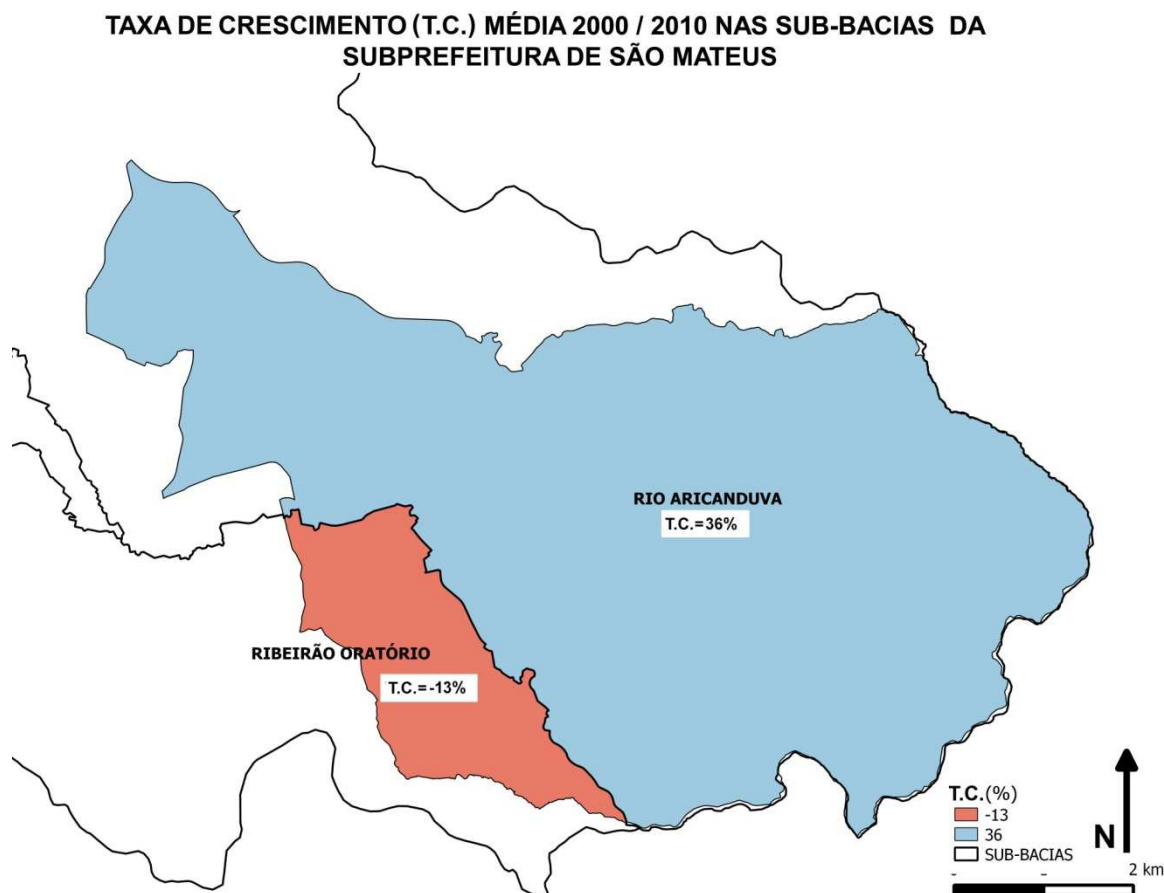 TAXA DE CRESCIMENTO (T.C.) MÉDIA 2000 / 2010 NAS SUB-BACIAS DA
SUBPREFEITURA DE SÃO MATEUS
RIO ARICANDUVA
T.C.=36%
RIBEIRÃO ORATÓRIO
T.C.=-13%
T.C.(%)
-13
36
SUB-BACIAS
N
2 km